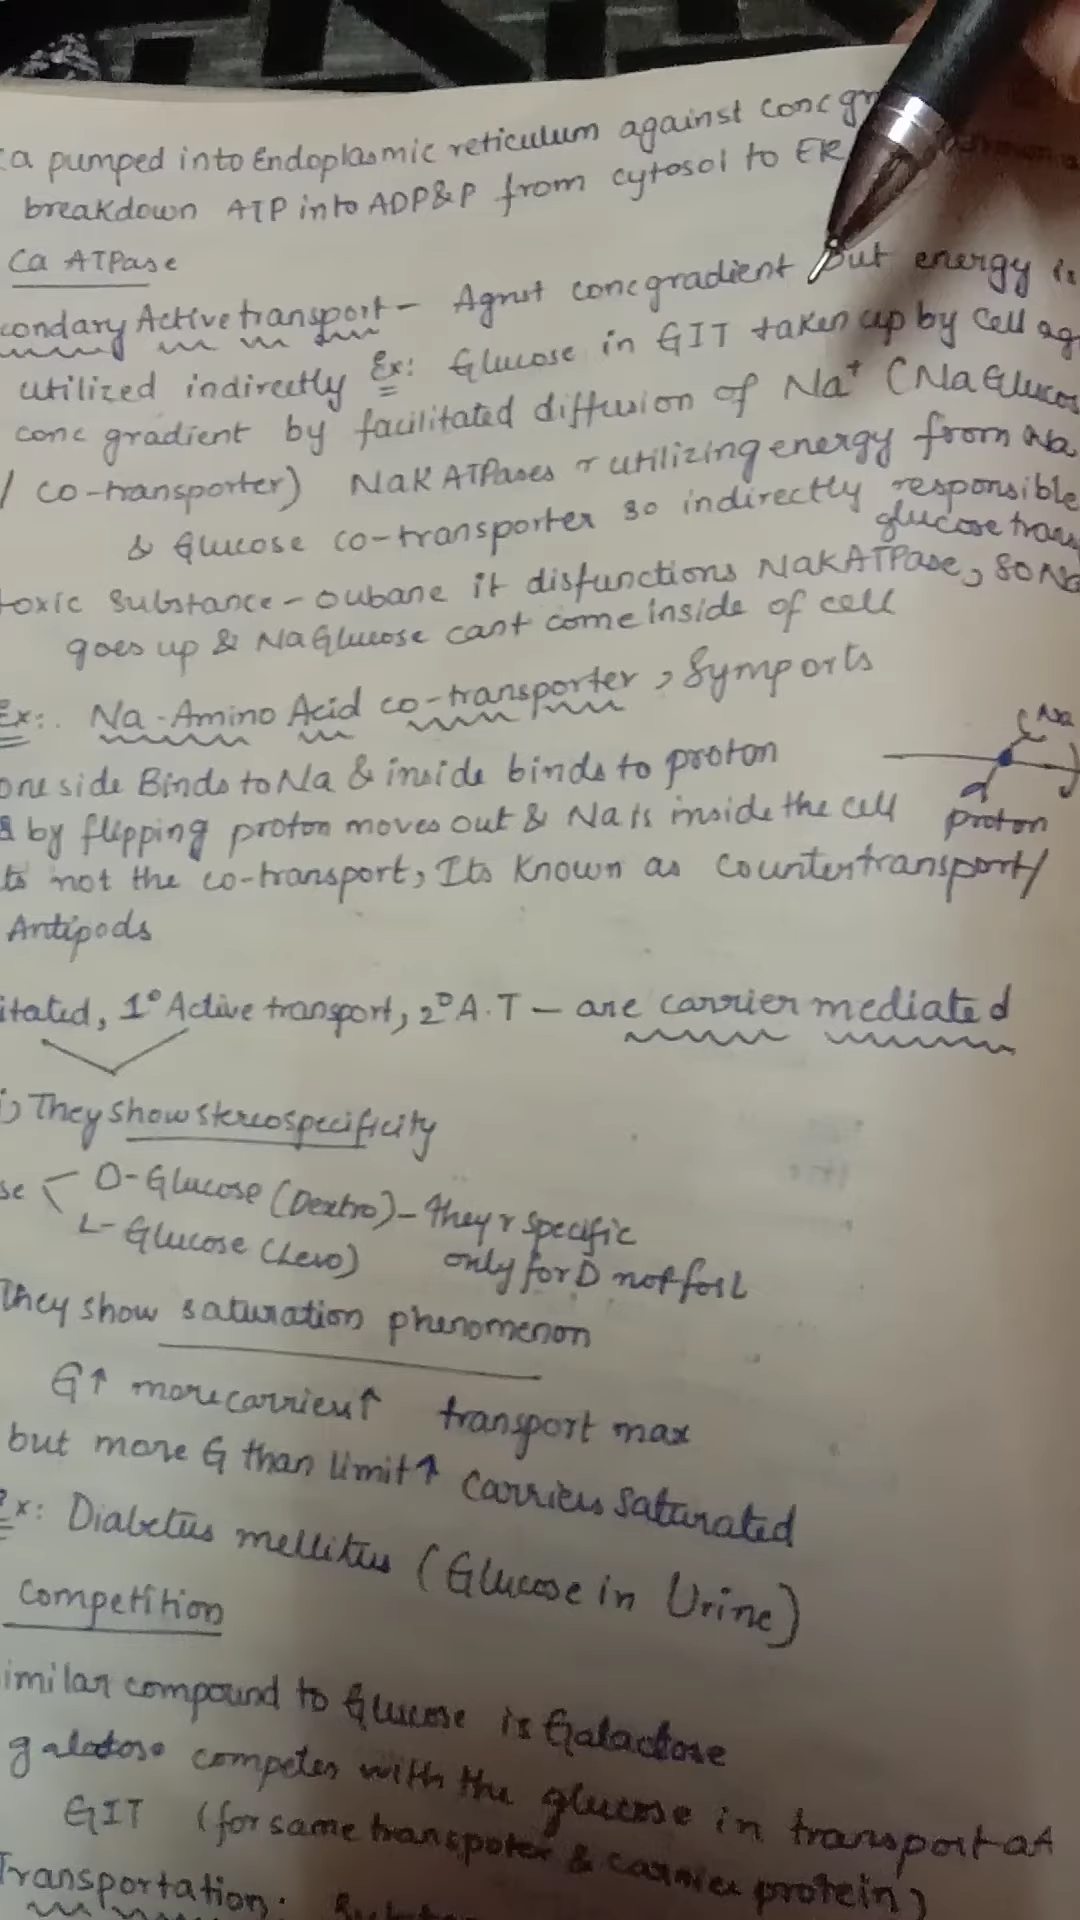 Ca pumped into Endoplasmic reticulum against conc
breakdown ATP into ADP&P from cytosol to ER
Ca ATPase
condary Active transport - Agnst conc gradient but energy is
utilized indirectly Ex: Glucose in GIT taken up by cell ag
conc gradient by facilitated diffusion of Na+ (Na Glucos
/ co-transporter) NaK ATPases r utilizing energy from Na
& Glucose co-transporter so indirectly responsible
glucose trans
toxic substance - oubane it disfunctions NaKATPase, so Na
goes up & NaGlucose cant come inside of cell
Ex:. Na-Amino Acid co-transporter, Symports
Na
one side Binds to Na & inside binds to proton
& by flipping proton moves out & Na is inside the cell
proton
ts not the co-transport, Its Known as countertransport/
Antipods
itated, 1° Active transport, 2° A.T - are carrier mediated
i) They show stereospecificity
se D-Glucose (Dextro) - they r specific
L-Glucose (Levo) only for D not for L
They show saturation phenomenon
G↑ more carriers↑ transport max
but more G than limit↑ carriers saturated
Ex: Diabetus mellitus (Glucose in Urine)
Competition
imilar compound to Glucose is Galactose
galatose competes with the glucose in transport at
GIT (for same transpoter & carrier protein)
Transportation.